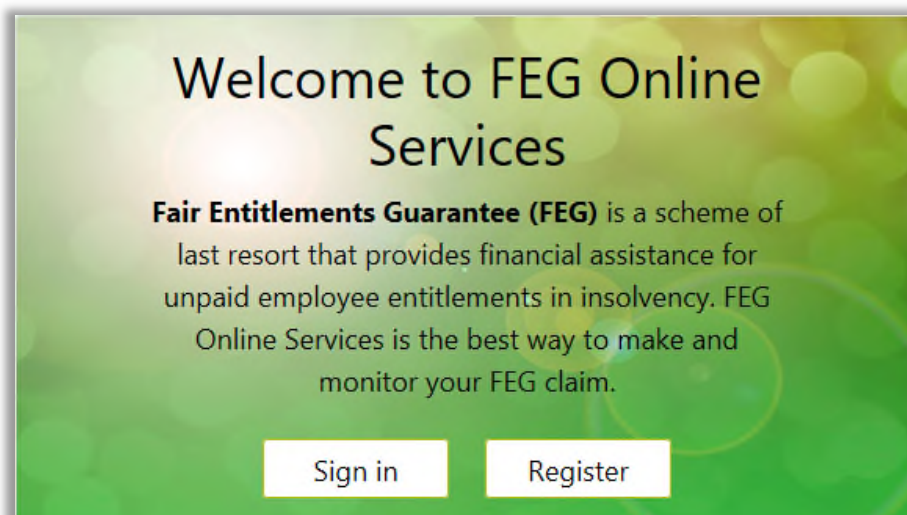 Welcome to FEG Online
Services
Fair Entitlements Guarantee (FEG) is a scheme of
last resort that provides financial assistance for
unpaid employee entitlements in insolvency. FEG
Online Services is the best way to make and
monitor your FEG claim.
Sign in
Register